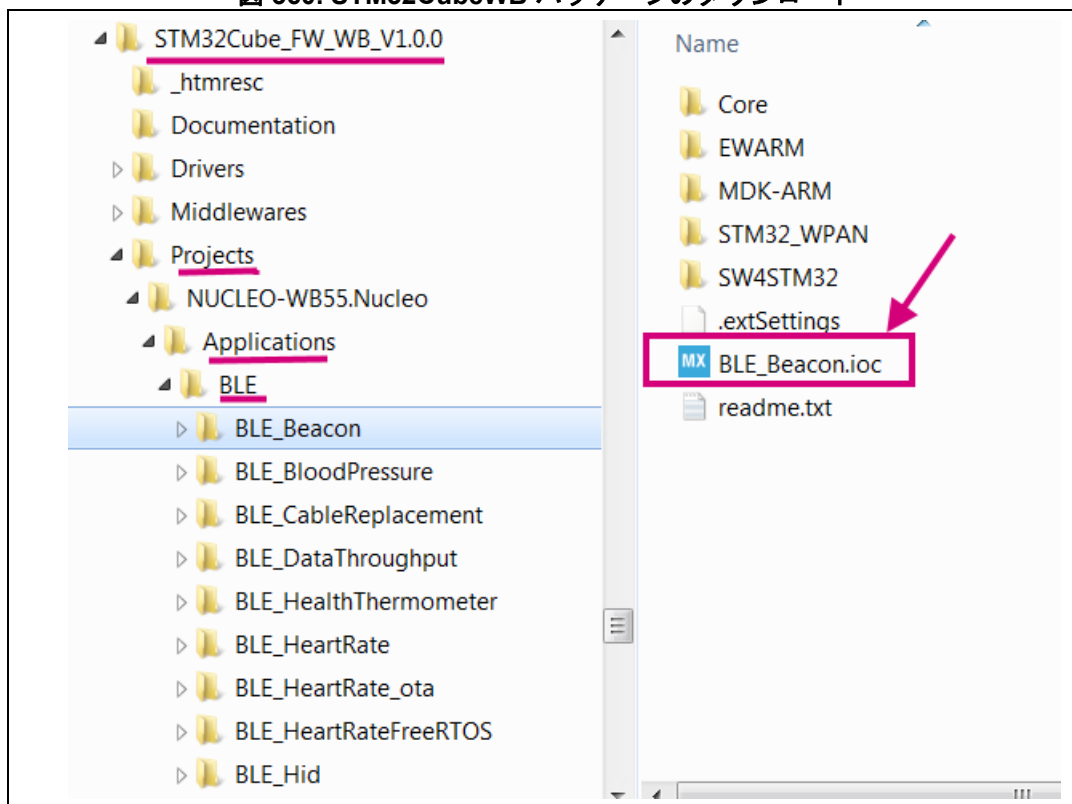 STM32Cube_FW_WB_V1.0.0
_htmresc
Documentation
Drivers
Middlewares
Projects
NUCLEO-WB55.Nucleo
Applications
BLE
BLE_Beacon
BLE_BloodPressure
BLE_CableReplacement
BLE_DataThroughput
BLE_HealthThermometer
BLE_HeartRate
BLE_HeartRate_ota
BLE_HeartRateFreeRTOS
BLE_Hid
Name
Core
EWARM
MDK-ARM
STM32_WPAN
SW4STM32
.extSettings
MX BLE_Beacon.ioc
readme.txt